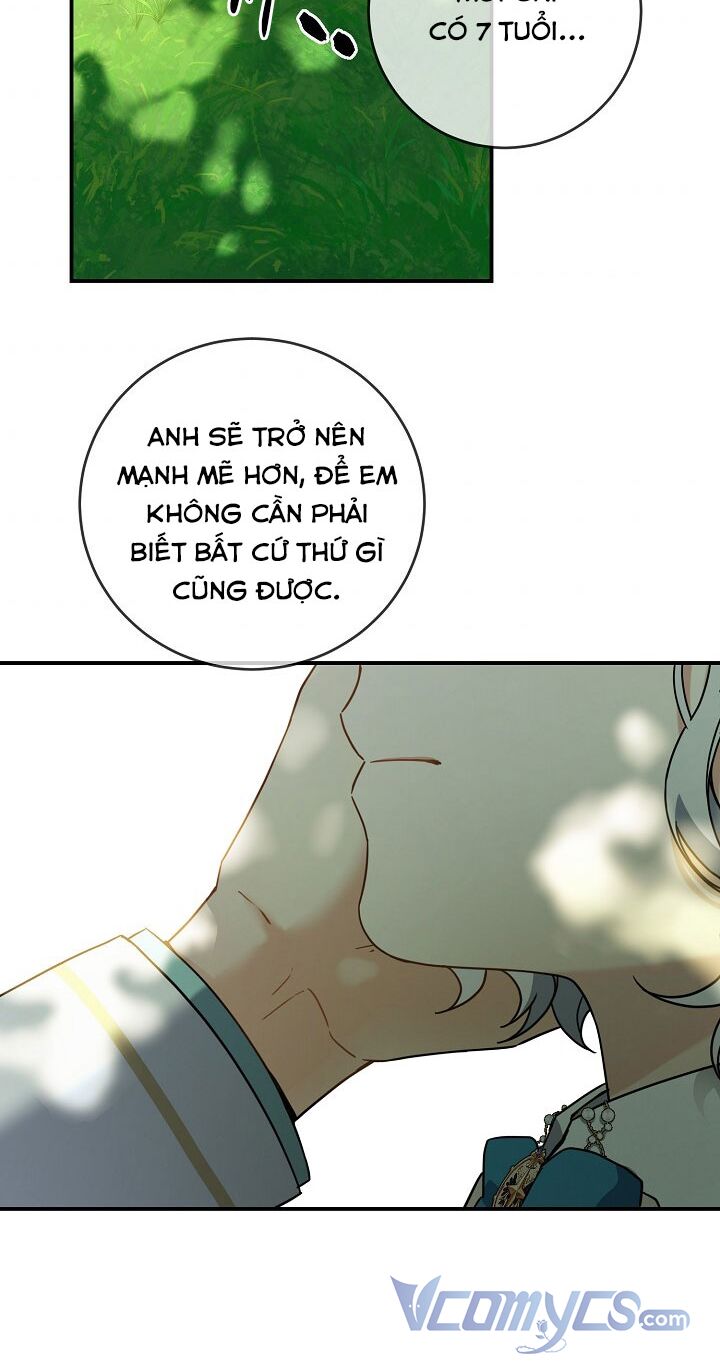 CÓ 7 TUỔI...
ANH SẼ TRỞ NÊN
MẠNH MẼ HƠN, ĐỂ EM
KHÔNG CẦN PHẢI
BIẾT BẤT CỨ THỨ GÌ
CŨNG ĐƯỢC.
VCOMYCS.com